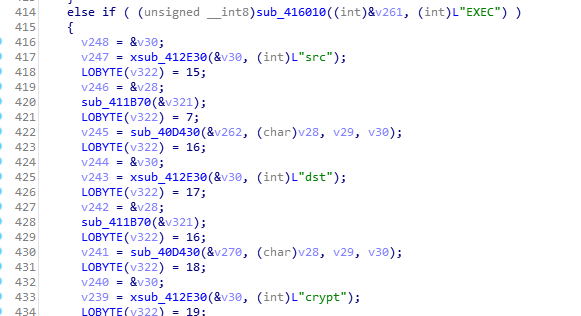 414 else if ( (unsigned __int8)sub_416010((int)&v261, (int)L"EXEC") )
415 {
416 v248 = &v30;
417 v247 = xsub_412E30(&v30, (int)L"src");
418 LOBYTE(v322) = 15;
419 v246 = &v28;
420 sub_411B70(&v321);
421 LOBYTE(v322) = 7;
422 v245 = sub_40D430(&v262, (char)v28, v29, v30);
423 LOBYTE(v322) = 16;
424 v244 = &v30;
425 v243 = xsub_412E30(&v30, (int)L"dst");
426 LOBYTE(v322) = 17;
427 v242 = &v28;
428 sub_411B70(&v321);
429 LOBYTE(v322) = 16;
430 v241 = sub_40D430(&v270, (char)v28, v29, v30);
431 LOBYTE(v322) = 18;
432 v240 = &v30;
433 v239 = xsub_412E30(&v30, (int)L"crypt");
434 LOBYTE(v322) = 19;